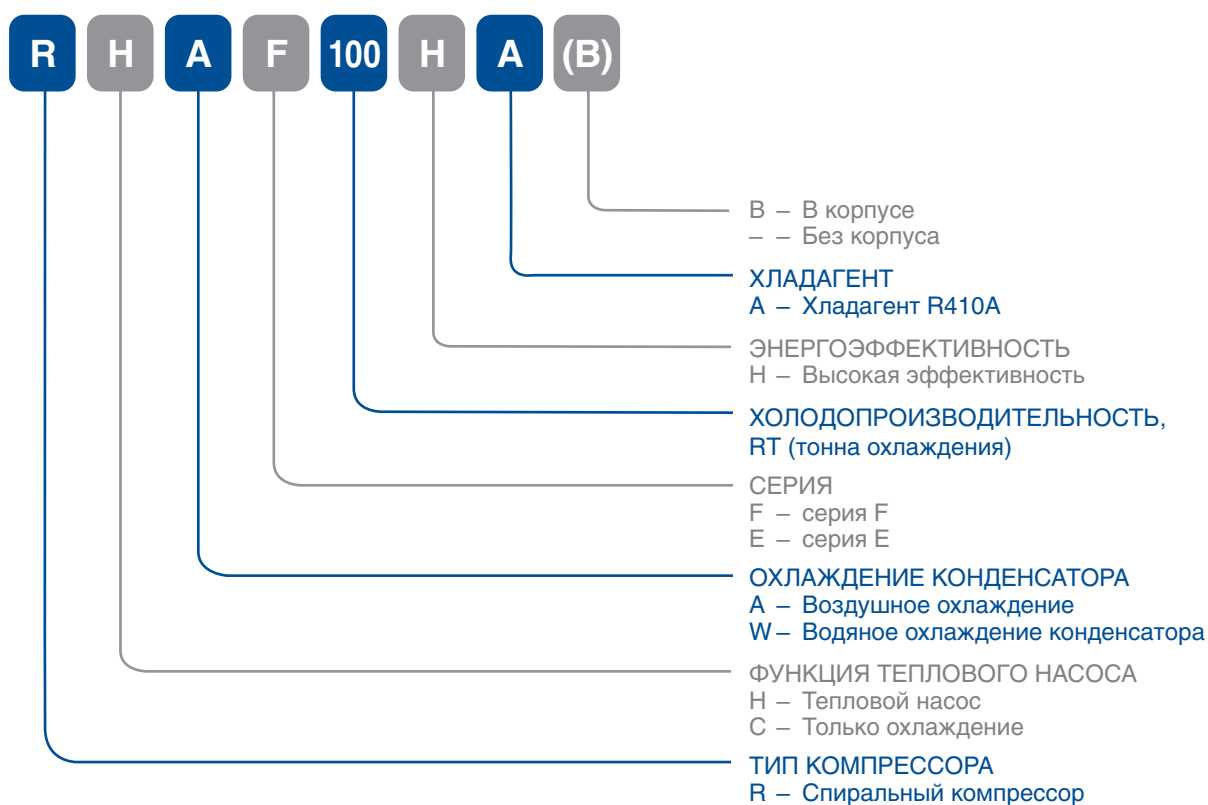 R H A F 100 H A (B)
B – В корпусе
– – Без корпуса
ХЛАДАГЕНТ
A – Хладагент R410A
ЭНЕРГОЭФФЕКТИВНОСТЬ
H – Высокая эффективность
ХОЛОДОПРОИЗВОДИТЕЛЬНОСТЬ,
RT (тонна охлаждения)
СЕРИЯ
F – серия F
E – серия E
ОХЛАЖДЕНИЕ КОНДЕНСАТОРА
A – Воздушное охлаждение
W – Водяное охлаждение конденсатора
ФУНКЦИЯ ТЕПЛОВОГО НАСОСА
H – Тепловой насос
C – Только охлаждение
ТИП КОМПРЕССОРА
R – Спиральный компрессор